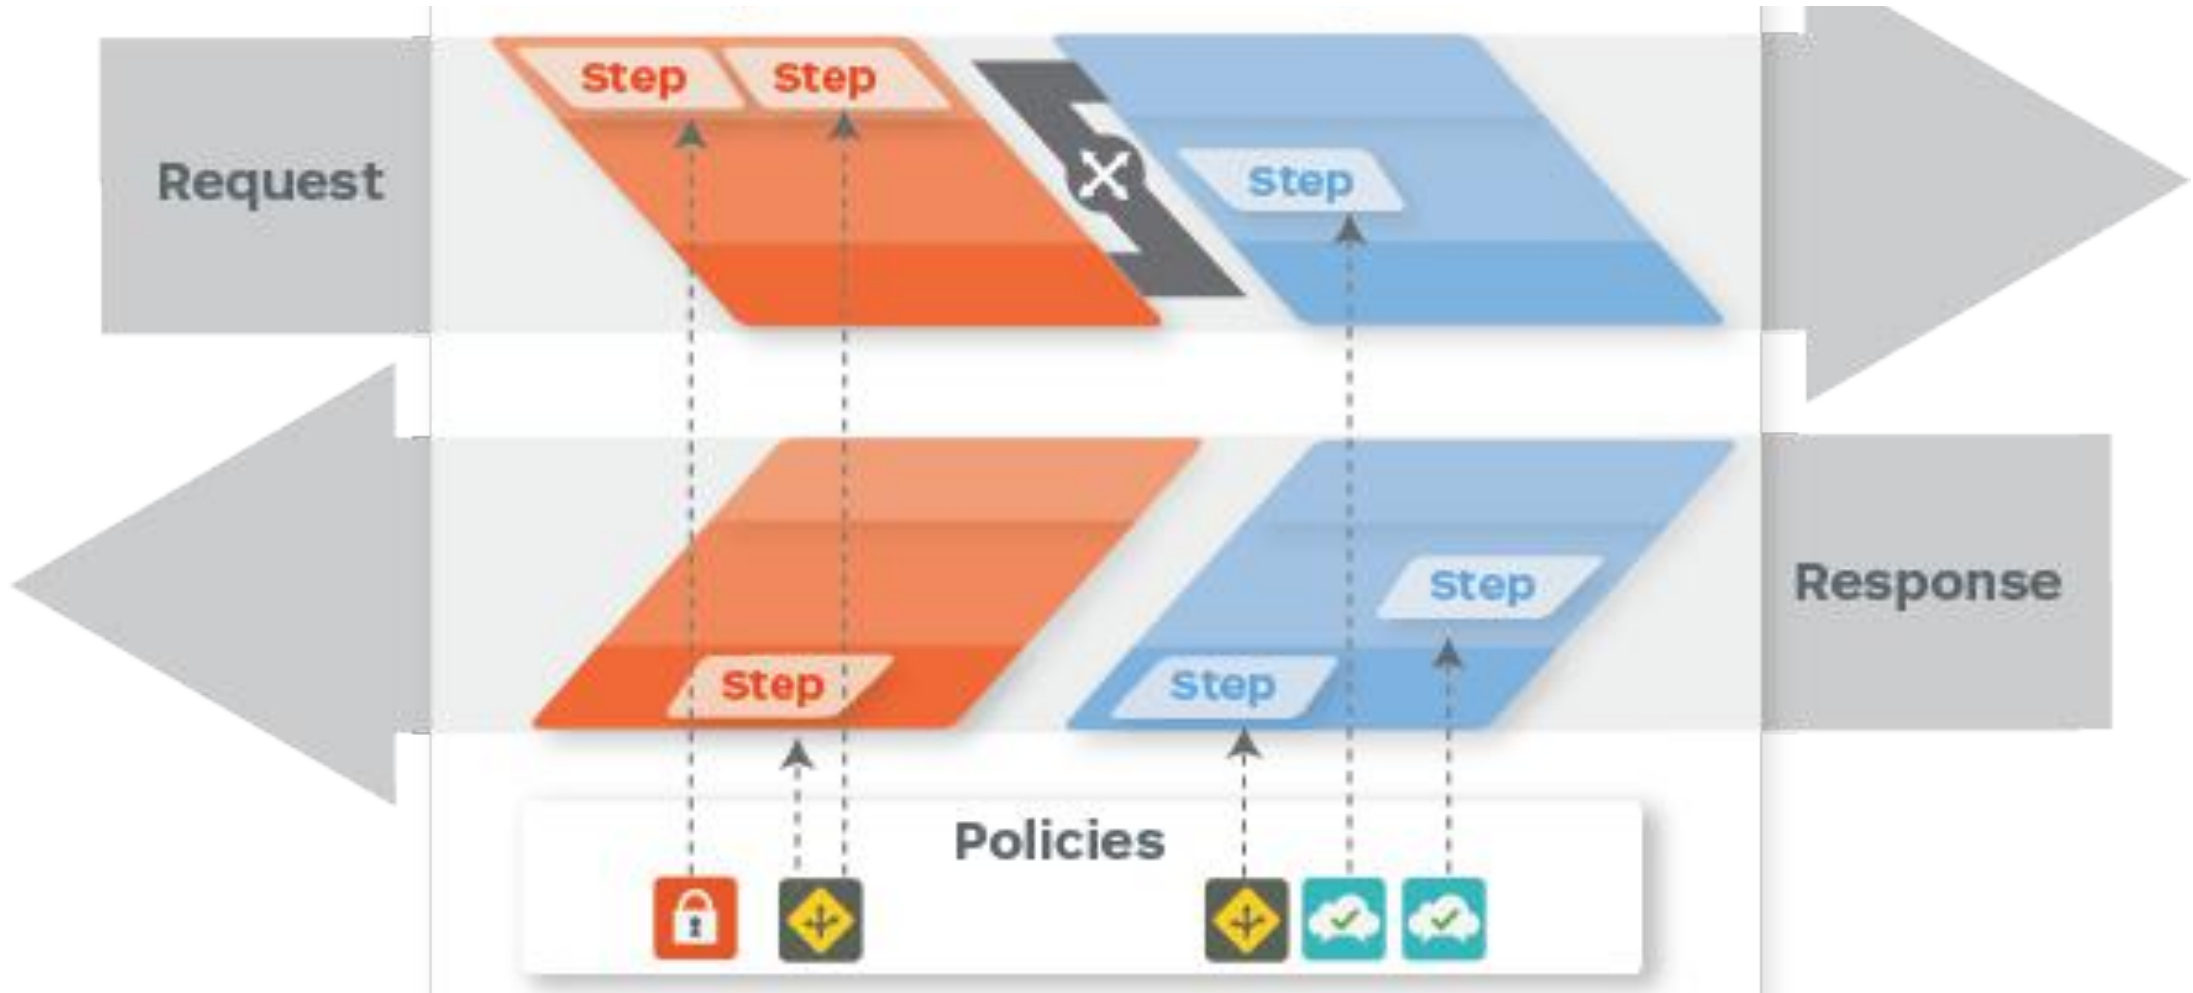 Step Step
Request
Step
Step
Response
Step
Step
Policies